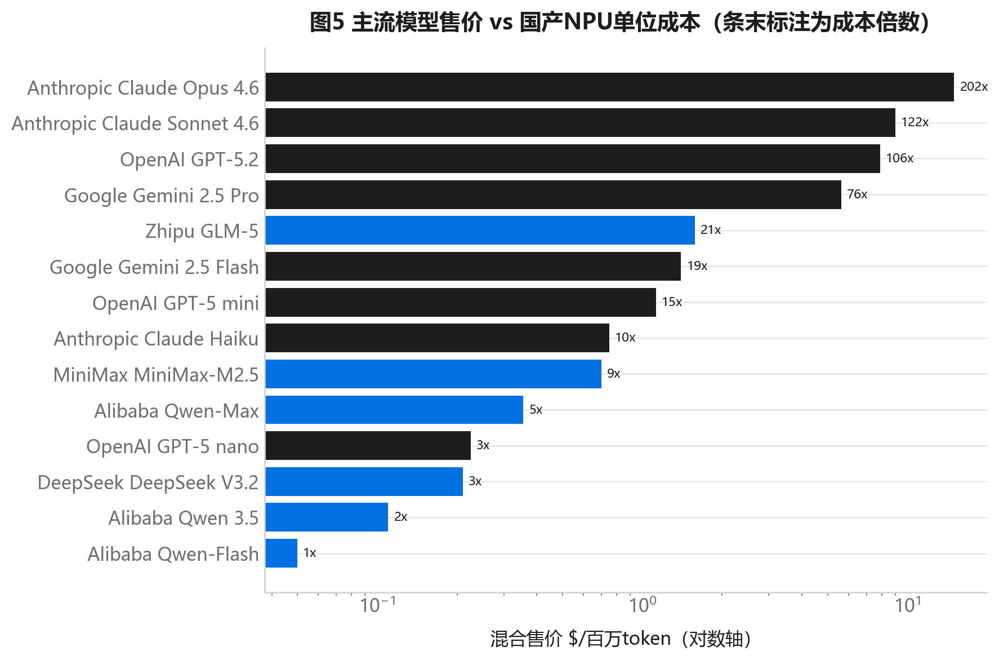 图5 主流模型售价 vs 国产NPU单位成本（条末标注为成本倍数）
Anthropic Claude Opus 4.6 202x
Anthropic Claude Sonnet 4.6 122x
OpenAI GPT-5.2 106x
Google Gemini 2.5 Pro 76x
Zhipu GLM-5 21x
Google Gemini 2.5 Flash 19x
OpenAI GPT-5 mini 15x
Anthropic Claude Haiku 10x
MiniMax MiniMax-M2.5 9x
Alibaba Qwen-Max 5x
OpenAI GPT-5 nano 3x
DeepSeek DeepSeek V3.2 3x
Alibaba Qwen 3.5 2x
Alibaba Qwen-Flash 1x
10⁻¹ 10⁰ 10¹
混合售价 $/百万token（对数轴）